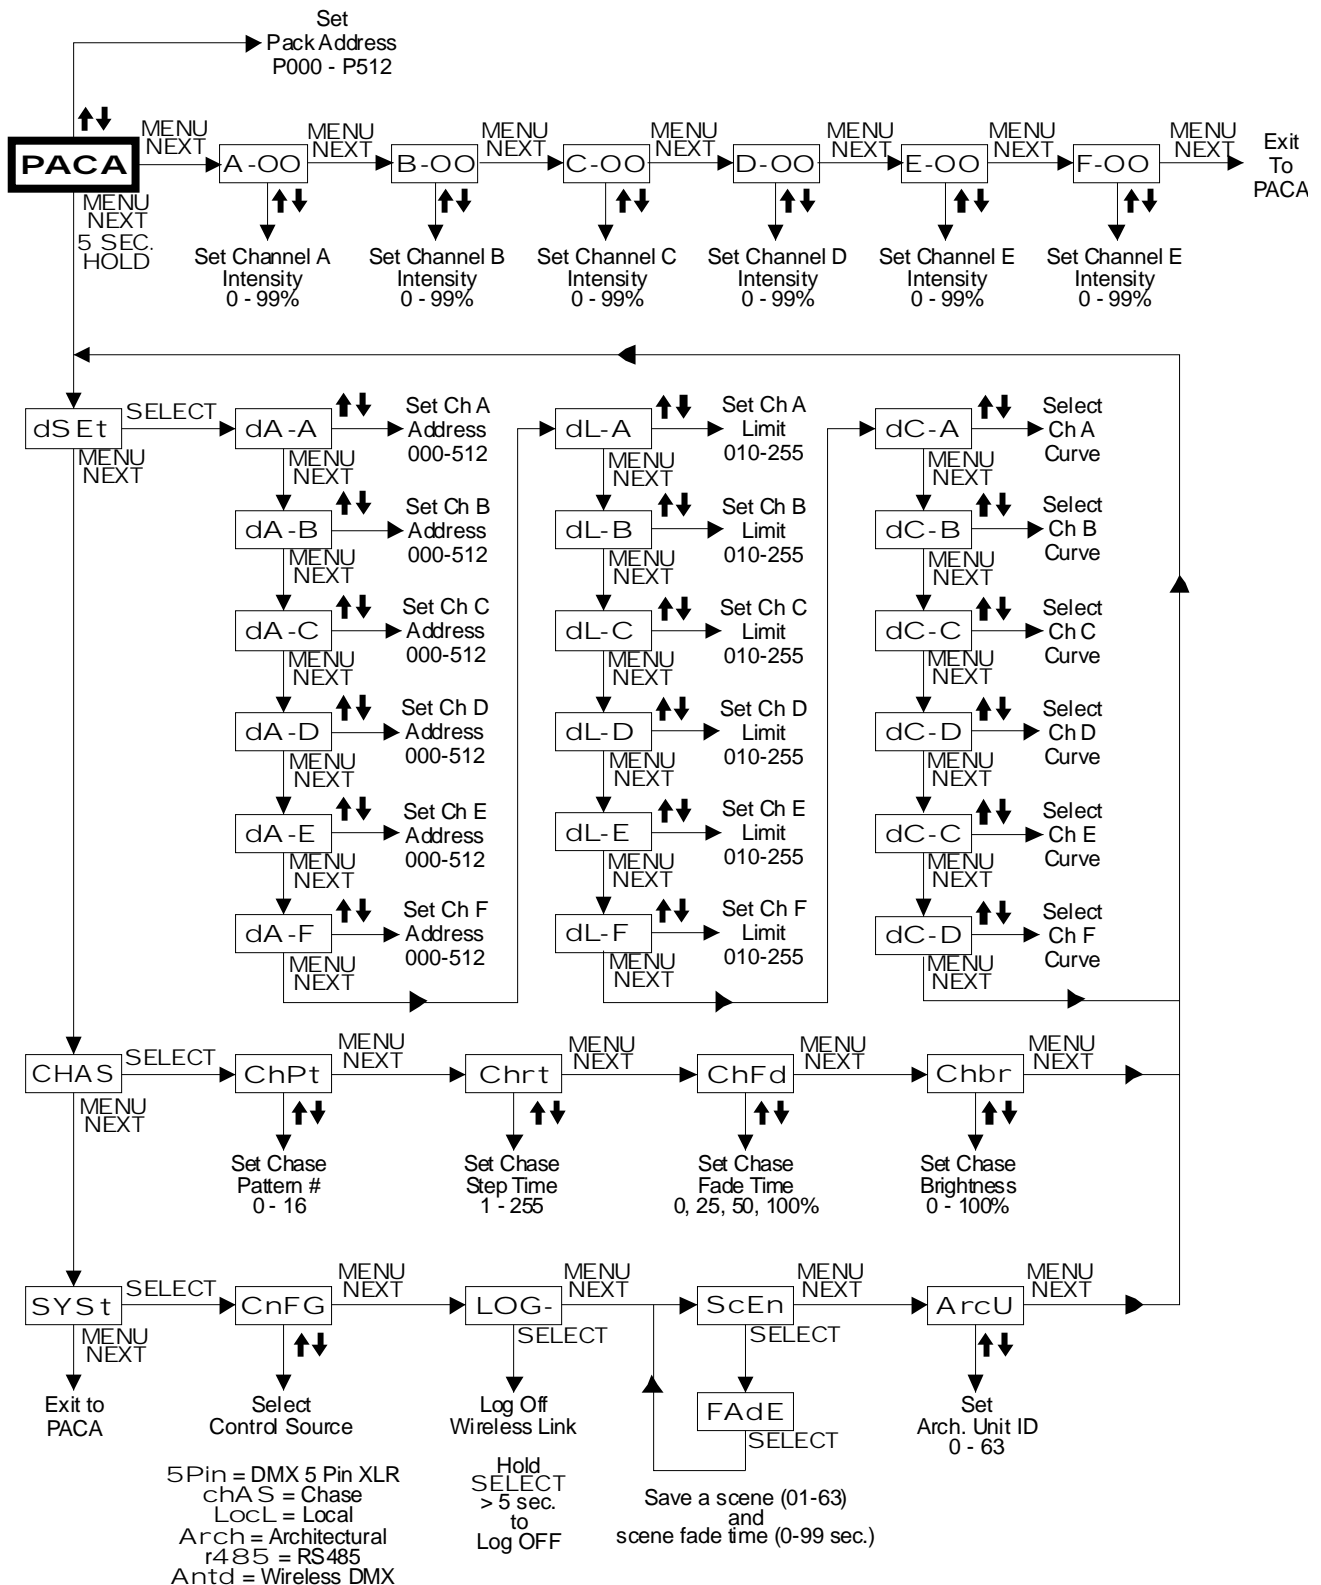 Set
Pack Address
P000 - P512
PACA
MENU
NEXT
A-00
MENU
NEXT
B-00
MENU
NEXT
C-00
MENU
NEXT
D-00
MENU
NEXT
E-00
MENU
NEXT
F-00
MENU
NEXT
Exit
To
PACA
MENU
NEXT
5 SEC.
HOLD
Set Channel A
Intensity
0 - 99%
Set Channel B
Intensity
0 - 99%
Set Channel C
Intensity
0 - 99%
Set Channel D
Intensity
0 - 99%
Set Channel E
Intensity
0 - 99%
Set Channel E
Intensity
0 - 99%
dSEt
SELECT
MENU
NEXT
dA-A
Set Ch A
Address
000-512
MENU
NEXT
dA-B
Set Ch B
Address
000-512
MENU
NEXT
dA-C
Set Ch C
Address
000-512
MENU
NEXT
dA-D
Set Ch D
Address
000-512
MENU
NEXT
dA-E
Set Ch E
Address
000-512
MENU
NEXT
dA-F
Set Ch F
Address
000-512
MENU
NEXT
dL-A
Set Ch A
Limit
010-255
MENU
NEXT
dL-B
Set Ch B
Limit
010-255
MENU
NEXT
dL-C
Set Ch C
Limit
010-255
MENU
NEXT
dL-D
Set Ch D
Limit
010-255
MENU
NEXT
dL-E
Set Ch E
Limit
010-255
MENU
NEXT
dL-F
Set Ch F
Limit
010-255
MENU
NEXT
dC-A
Select
Ch A
Curve
MENU
NEXT
dC-B
Select
Ch B
Curve
MENU
NEXT
dC-C
Select
Ch C
Curve
MENU
NEXT
dC-D
Select
Ch D
Curve
MENU
NEXT
dC-C
Select
Ch E
Curve
MENU
NEXT
dC-D
Select
Ch F
Curve
MENU
NEXT
CHAS
SELECT
MENU
NEXT
ChPt
MENU
NEXT
Chrt
MENU
NEXT
ChFd
MENU
NEXT
Chbr
MENU
NEXT
Set Chase
Pattern #
0 - 16
Set Chase
Step Time
1 - 255
Set Chase
Fade Time
0, 25, 50, 100%
Set Chase
Brightness
0 - 100%
SYSt
SELECT
MENU
NEXT
Exit to
PACA
CnFG
MENU
NEXT
LOG-
MENU
NEXT
ScEn
MENU
NEXT
ArcU
MENU
NEXT
Select
Control Source
SELECT
Log Off
Wireless Link
SELECT
FAdE
SELECT
Set
Arch. Unit ID
0 - 63
5Pin = DMX 5 Pin XLR
chAS = Chase
LocL = Local
Arch = Architectural
r485 = RS485
Antd = Wireless DMX
Hold
SELECT
> 5 sec.
to
Log OFF
Save a scene (01-63)
and
scene fade time (0-99 sec.)